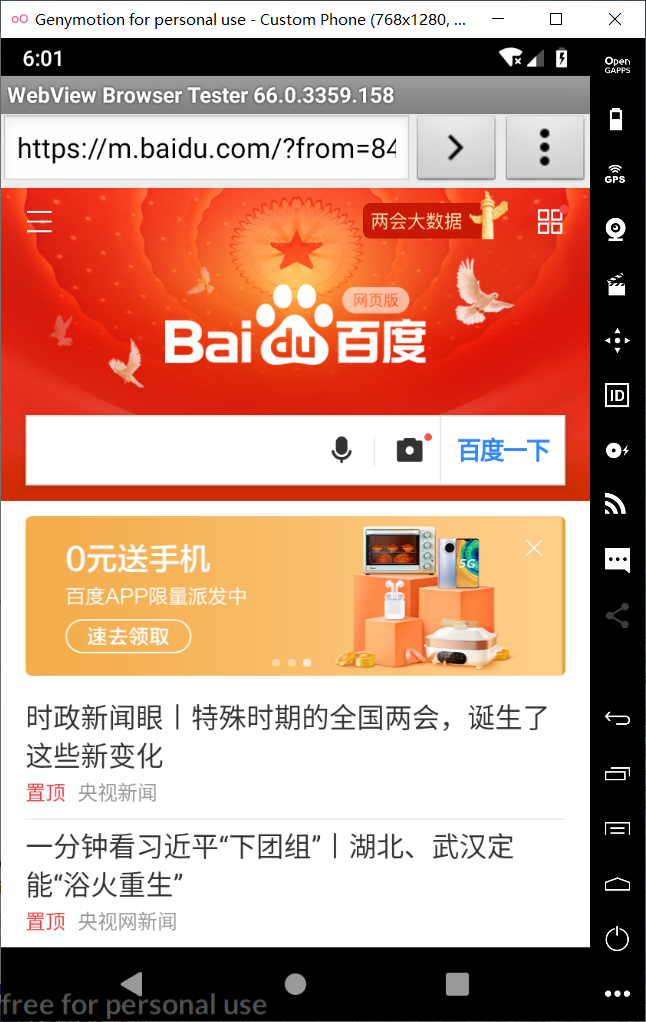 Genymotion for personal use - Custom Phone (768x1280, ...
6:01
Open
GAPPS
WebView Browser Tester 66.0.3359.158
https://m.baidu.com/?from=84
GPS
两会大数据
网页版
Bai du 百度
ID
百度一下
0元送手机
5G
百度APP限量派发中
速去领取
时政新闻眼丨特殊时期的全国两会，诞生了
这些新变化
置顶 央视新闻
一分钟看习近平“下团组”丨湖北、武汉定
能“浴火重生”
置顶 央视网新闻
free for personal use